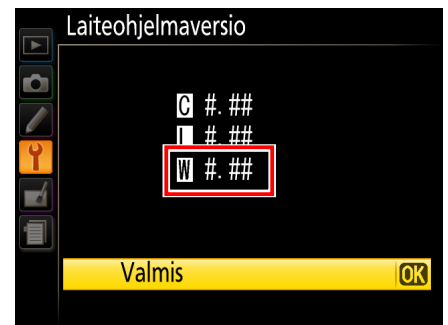 Laiteohjelmaversio
C #. ##
L #. ##
W #. ##
Valmis OK